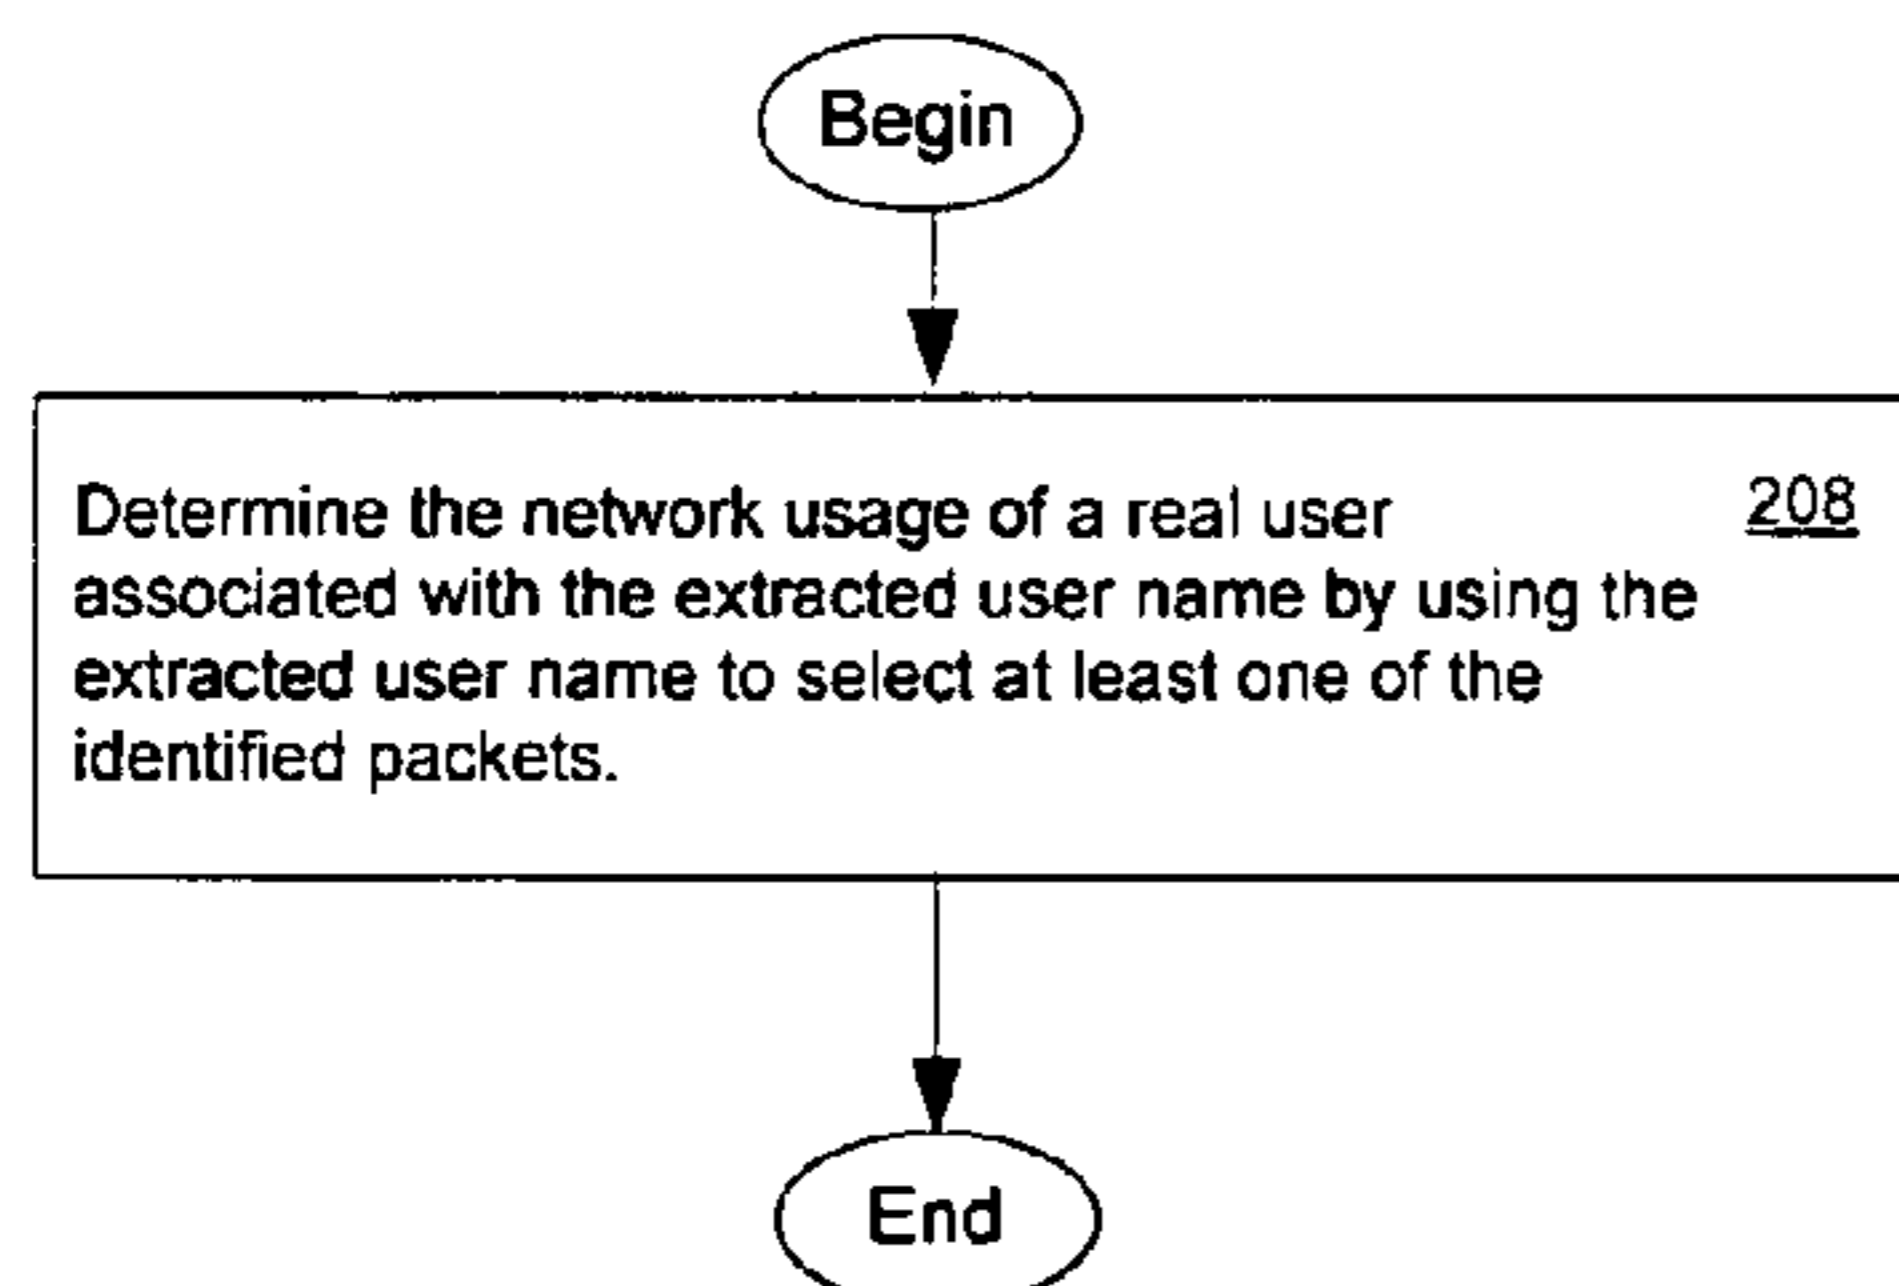 Begin
Determine the network usage of a real user 208
associated with the extracted user name by using the
extracted user name to select at least one of the
identified packets.
End